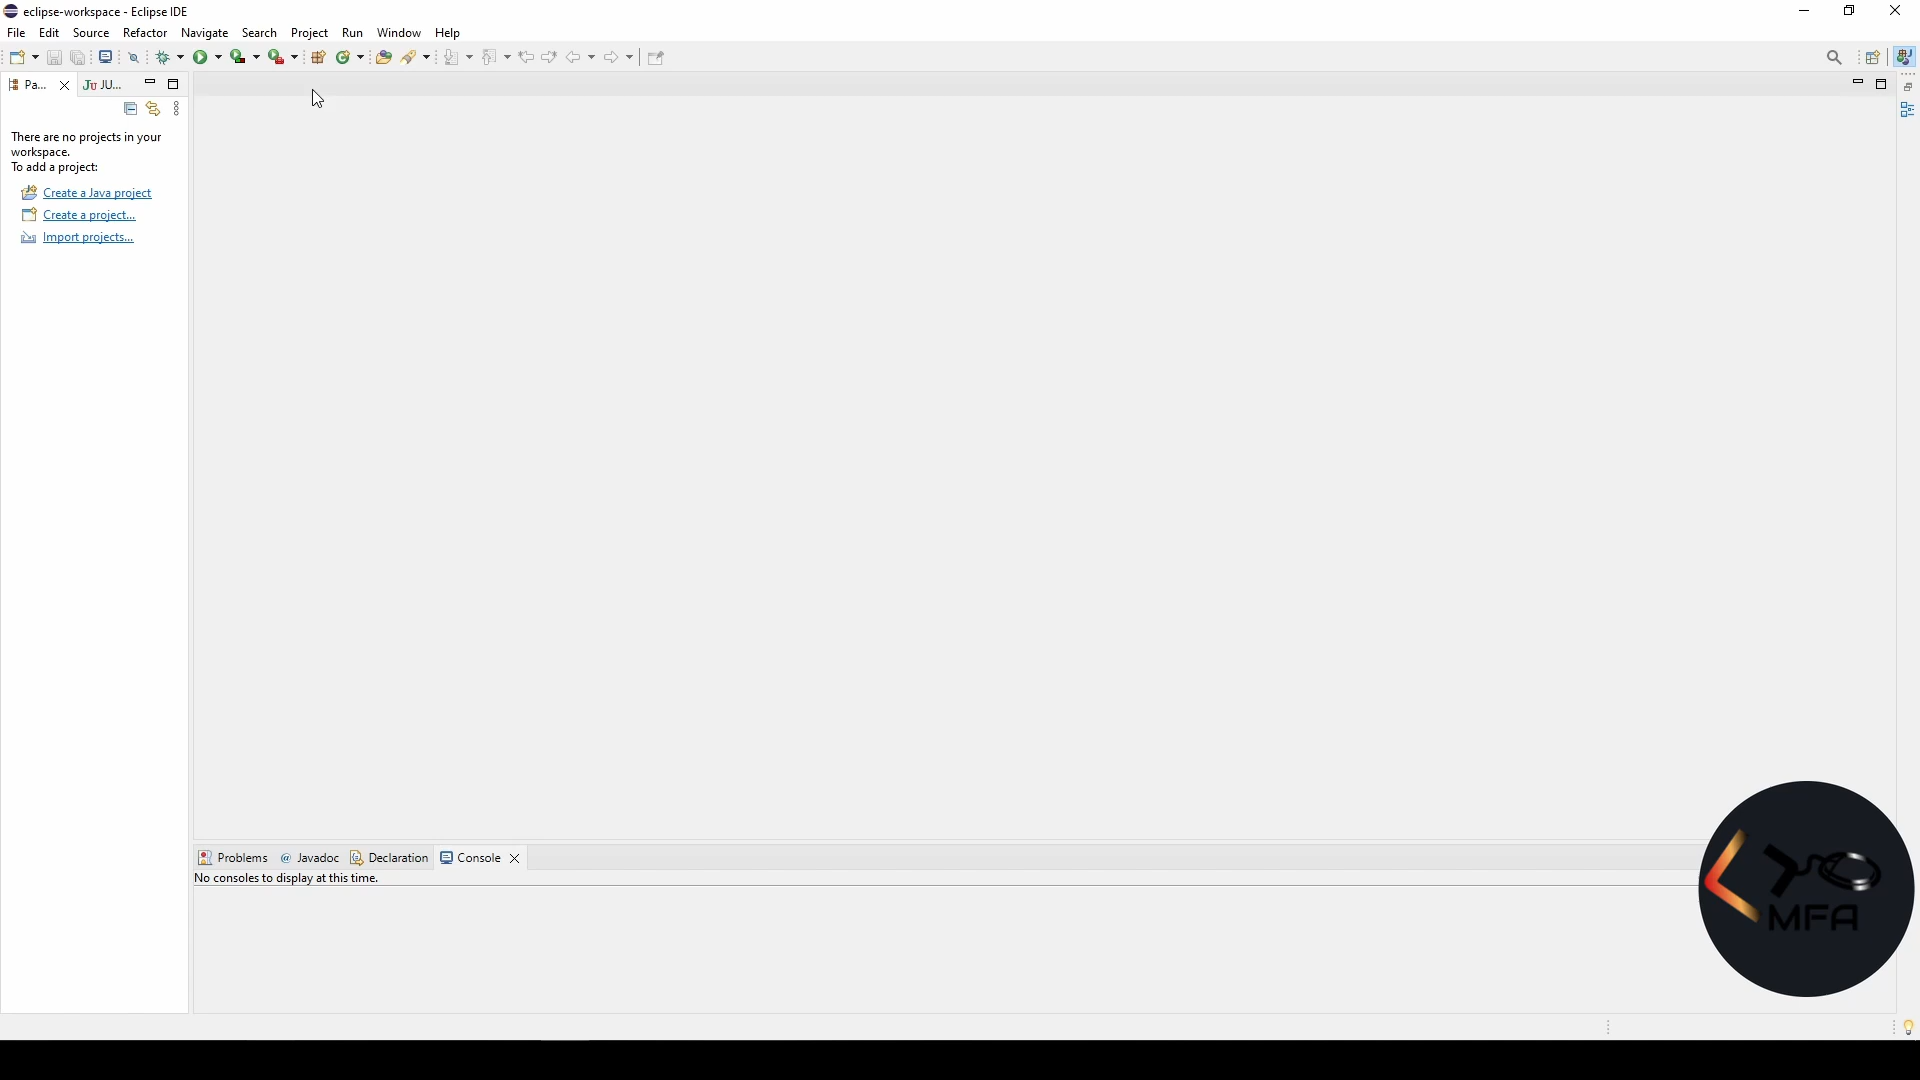 eclipse-workspace - Eclipse IDE
File Edit Source Refactor Navigate Search Project Run Window Help
Pa... JU JU...
There are no projects in your
workspace.
To add a project:
Create a Java project
Create a project...
Import projects...
Problems @ Javadoc Declaration Console
No consoles to display at this time.
MFA